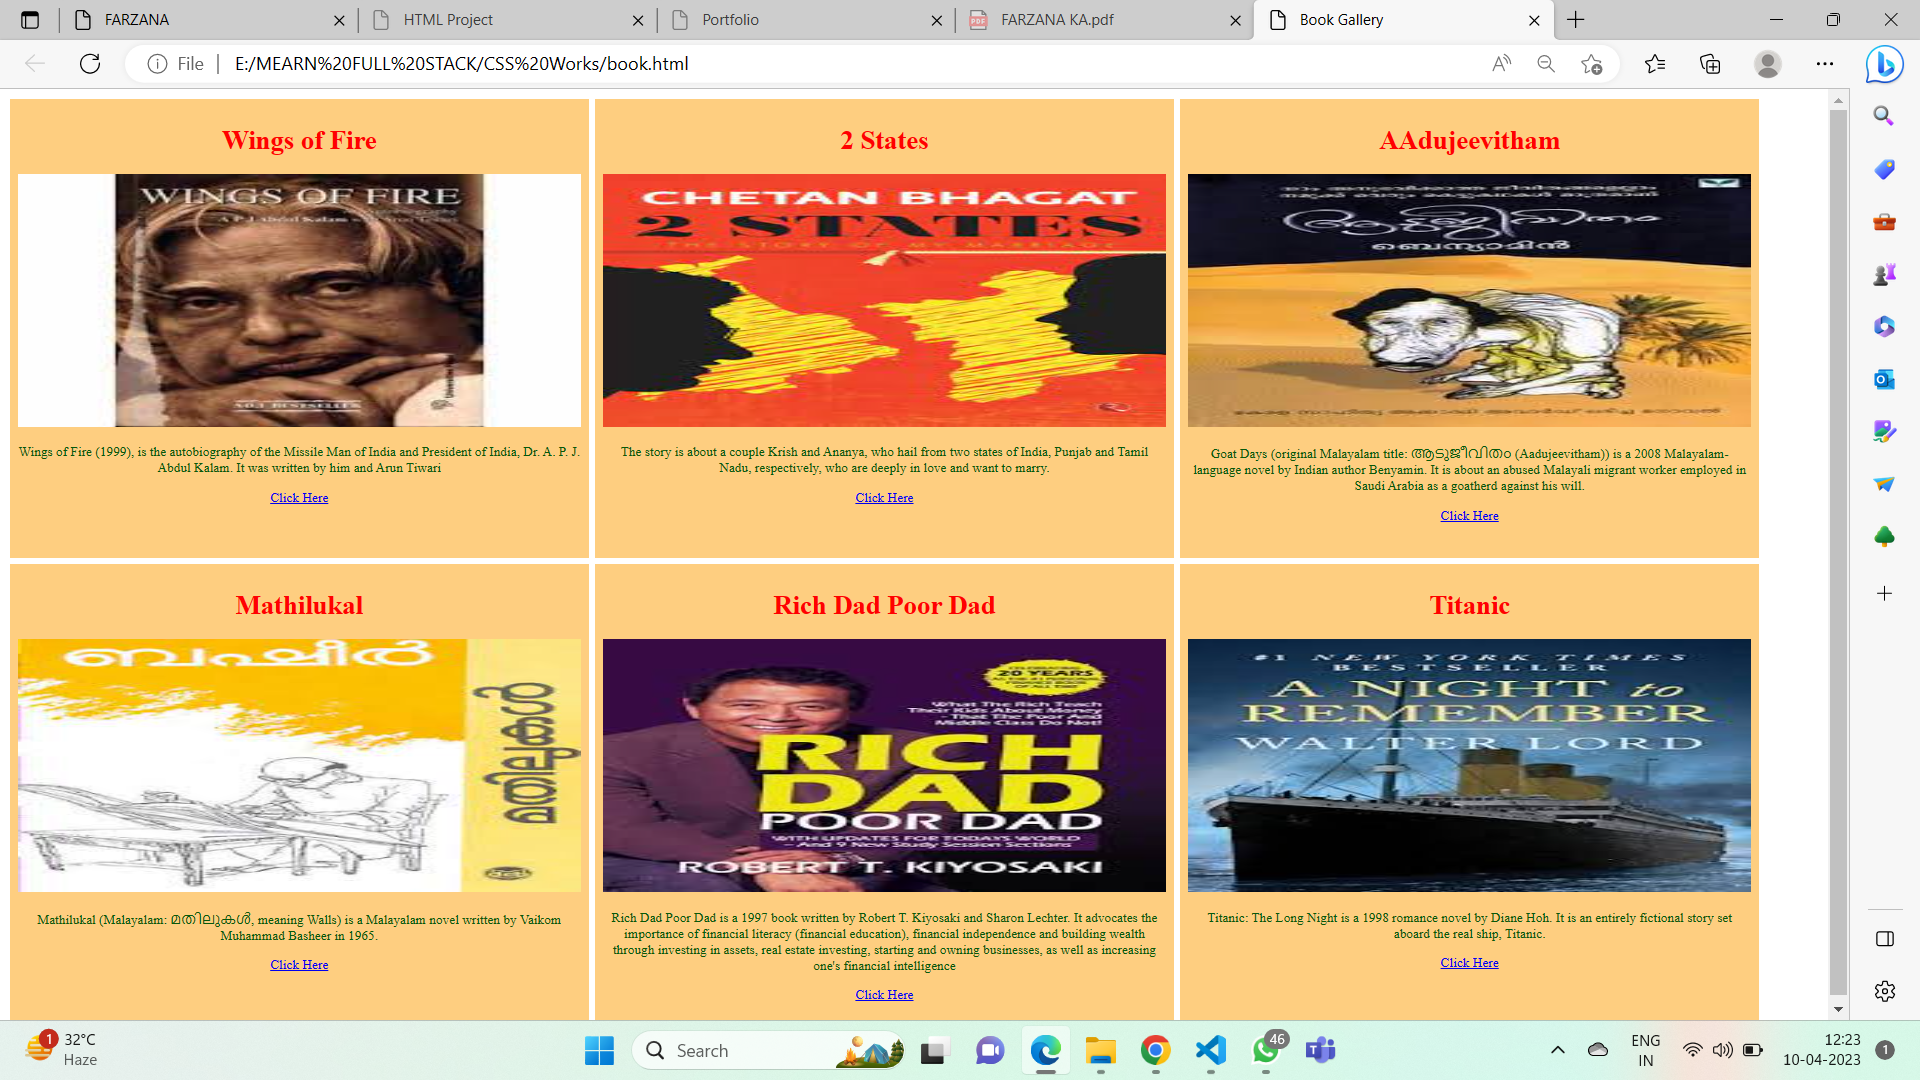 FARZANA
HTML Project
Portfolio
FARZANA KA.pdf
Book Gallery
File
E:/MEARN%20FULL%20STACK/CSS%20Works/book.html
Wings of Fire
2 States
AAdujeevitham
WINGS OF FIRE
NO.1 BESTSELLER
CHETAN BHAGAT
2 STATES
THE STORY OF MY MARRIAGE
ആടുജീവിതം
ബെന്യാമിൻ
Wings of Fire (1999), is the autobiography of the Missile Man of India and President of India, Dr. A. P. J.
Abdul Kalam. It was written by him and Arun Tiwari
Click Here
The story is about a couple Krish and Ananya, who hail from two states of India, Punjab and Tamil
Nadu, respectively, who are deeply in love and want to marry.
Click Here
Goat Days (original Malayalam title: ആടുജീവിതം (Aadujeevitham)) is a 2008 Malayalam-
language novel by Indian author Benyamin. It is about an abused Malayali migrant worker employed in
Saudi Arabia as a goatherd against his will.
Click Here
Mathilukal
Rich Dad Poor Dad
Titanic
ബഷീർ
മതിലുകൾ
20 YEARS
What The Rich Teach
Their Kids About Money
That The Poor And
Middle Class Do Not!
RICH
DAD
POOR DAD
WITH UPDATES FOR TODAYS WORLD
– And 9 New Study Session Sections
ROBERT T. KIYOSAKI
#1 NEW YORK TIMES
BESTSELLER
A NIGHT to
REMEMBER
WALTER LORD
Mathilukal (Malayalam: മതിലുകൾ, meaning Walls) is a Malayalam novel written by Vaikom
Muhammad Basheer in 1965.
Click Here
Rich Dad Poor Dad is a 1997 book written by Robert T. Kiyosaki and Sharon Lechter. It advocates the
importance of financial literacy (financial education), financial independence and building wealth
through investing in assets, real estate investing, starting and owning businesses, as well as increasing
one's financial intelligence
Click Here
Titanic: The Long Night is a 1998 romance novel by Diane Hoh. It is an entirely fictional story set
aboard the real ship, Titanic.
Click Here
1
32°C
Haze
Search
46
ENG
IN
12:23
10-04-2023
1